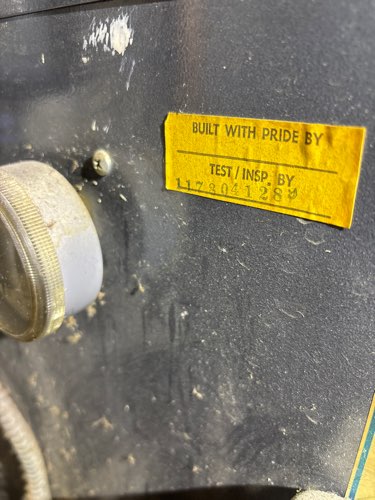 BUILT WITH PRIDE BY
TEST / INSP. BY